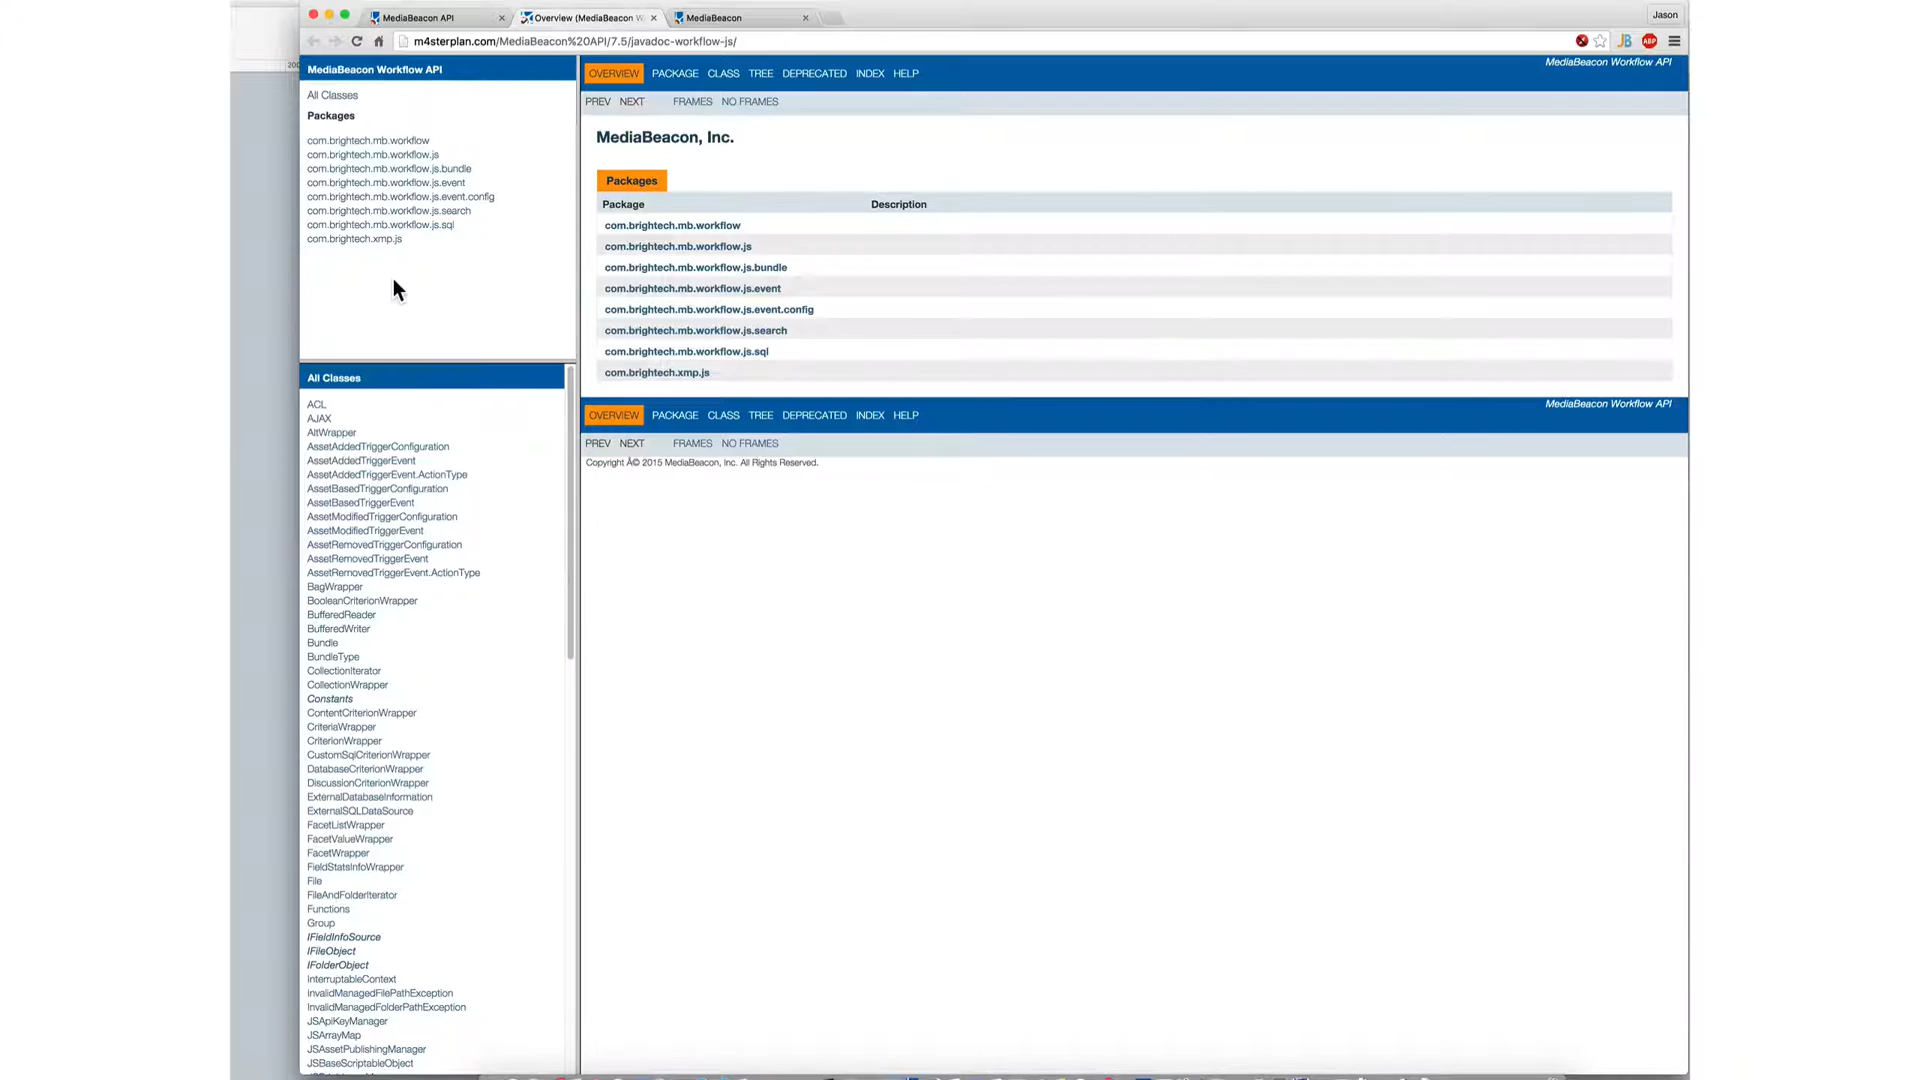 MediaBeacon API
Overview (MediaBeacon W
MediaBeacon
Jason
m4sterplan.com/MediaBeacon%20API/7.5/javadoc-workflow-js/
ABP
MediaBeacon Workflow API
All Classes
Packages
com.brightech.mb.workflow
com.brightech.mb.workflow.js
com.brightech.mb.workflow.js.bundle
com.brightech.mb.workflow.js.event
com.brightech.mb.workflow.js.event.config
com.brightech.mb.workflow.js.search
com.brightech.mb.workflow.js.sql
com.brightech.xmp.js
All Classes
ACL
AJAX
AltWrapper
AssetAddedTriggerConfiguration
AssetAddedTriggerEvent
AssetAddedTriggerEvent.ActionType
AssetBasedTriggerConfiguration
AssetBasedTriggerEvent
AssetModifiedTriggerConfiguration
AssetModifiedTriggerEvent
AssetRemovedTriggerConfiguration
AssetRemovedTriggerEvent
AssetRemovedTriggerEvent.ActionType
BagWrapper
BooleanCriterionWrapper
BufferedReader
BufferedWriter
Bundle
BundleType
CollectionIterator
CollectionWrapper
Constants
ContentCriterionWrapper
CriteriaWrapper
CriterionWrapper
CustomSqlCriterionWrapper
DatabaseCriterionWrapper
DiscussionCriterionWrapper
ExternalDatabaseInformation
ExternalSQLDataSource
FacetListWrapper
FacetValueWrapper
FacetWrapper
FieldStatsInfoWrapper
File
FileAndFolderIterator
Functions
Group
IFieldInfoSource
IFileObject
IFolderObject
InterruptableContext
InvalidManagedFilePathException
InvalidManagedFolderPathException
JSApiKeyManager
JSArrayMap
JSAssetPublishingManager
JSBaseScriptableObject
OVERVIEW PACKAGE CLASS TREE DEPRECATED INDEX HELP
MediaBeacon Workflow API
PREV NEXT FRAMES NO FRAMES
MediaBeacon, Inc.
Packages
Package Description
com.brightech.mb.workflow
com.brightech.mb.workflow.js
com.brightech.mb.workflow.js.bundle
com.brightech.mb.workflow.js.event
com.brightech.mb.workflow.js.event.config
com.brightech.mb.workflow.js.search
com.brightech.mb.workflow.js.sql
com.brightech.xmp.js
OVERVIEW PACKAGE CLASS TREE DEPRECATED INDEX HELP
MediaBeacon Workflow API
PREV NEXT FRAMES NO FRAMES
Copyright Â© 2015 MediaBeacon, Inc. All Rights Reserved.